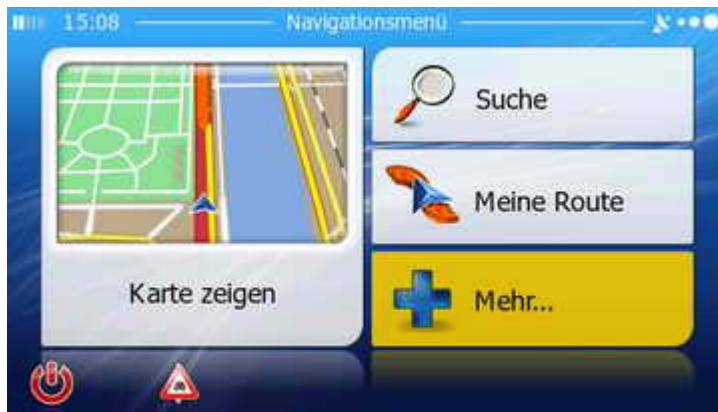 15:08
Navigationsmenü
Suche
Meine Route
Karte zeigen
Mehr...